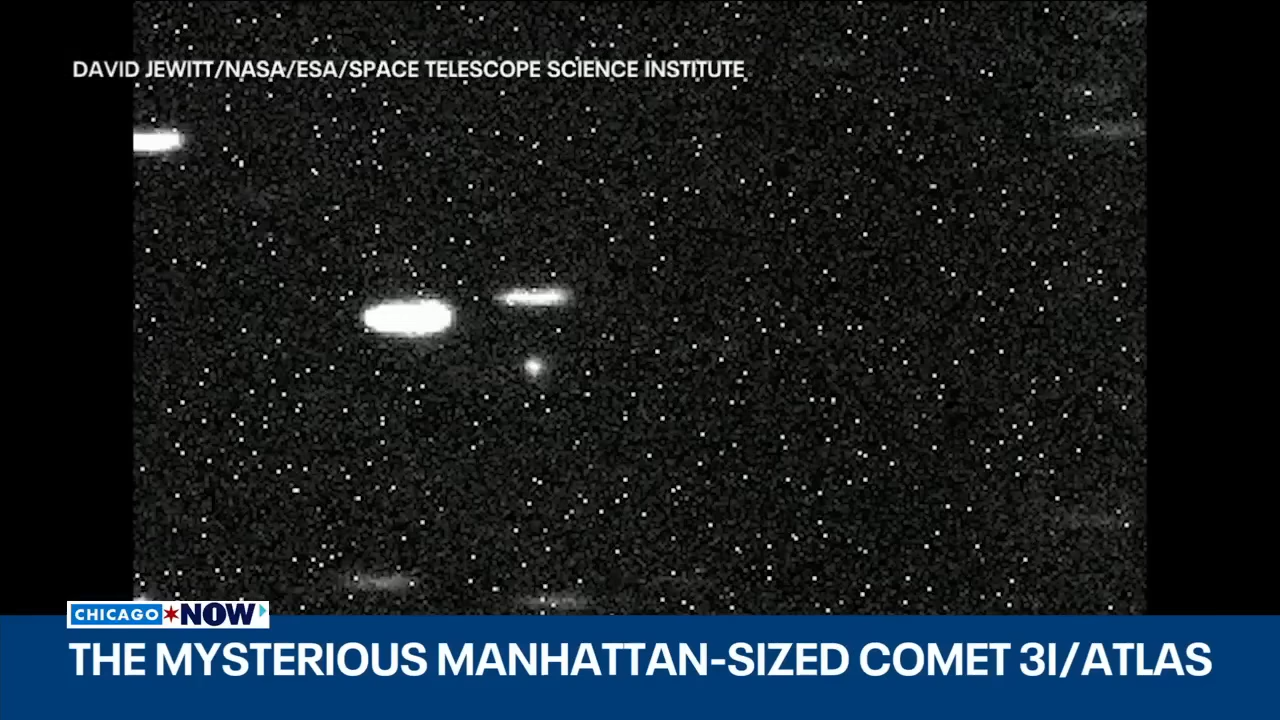 DAVID JEWITT/NASA/ESA/SPACE TELESCOPE SCIENCE INSTITUTE
CHICAGO NOW
THE MYSTERIOUS MANHATTAN-SIZED COMET 3I/ATLAS